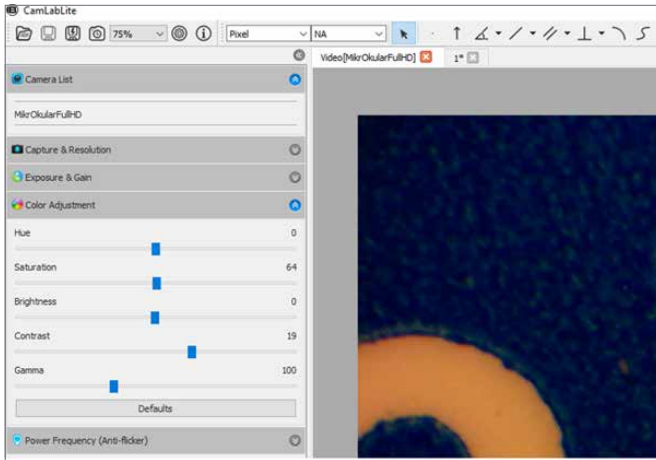 CamLabLite
75% Pixel NA
Video[MikrOkularFullHD] 1*
Camera List
MikrOkularFullHD
Capture & Resolution
Exposure & Gain
Color Adjustment
Hue 0
Saturation 64
Brightness 0
Contrast 19
Gamma 100
Defaults
Power Frequency (Anti-flicker)